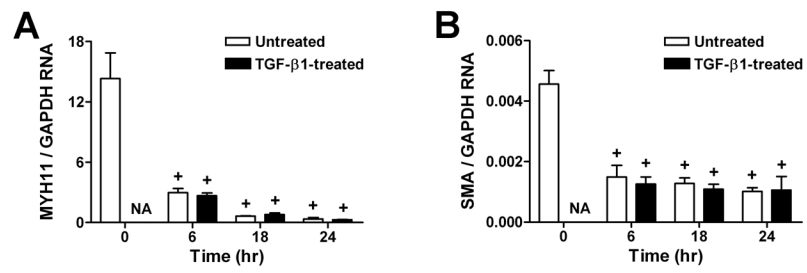 A
MYH11 / GAPDH RNA
18
12
6
0
Untreated
TGF-β1-treated
NA
+ + + + + +
0 6 18 24
Time (hr)
B
SMA / GAPDH RNA
0.006
0.004
0.002
0.000
Untreated
TGF-β1-treated
NA
+ + + + + +
0 6 18 24
Time (hr)